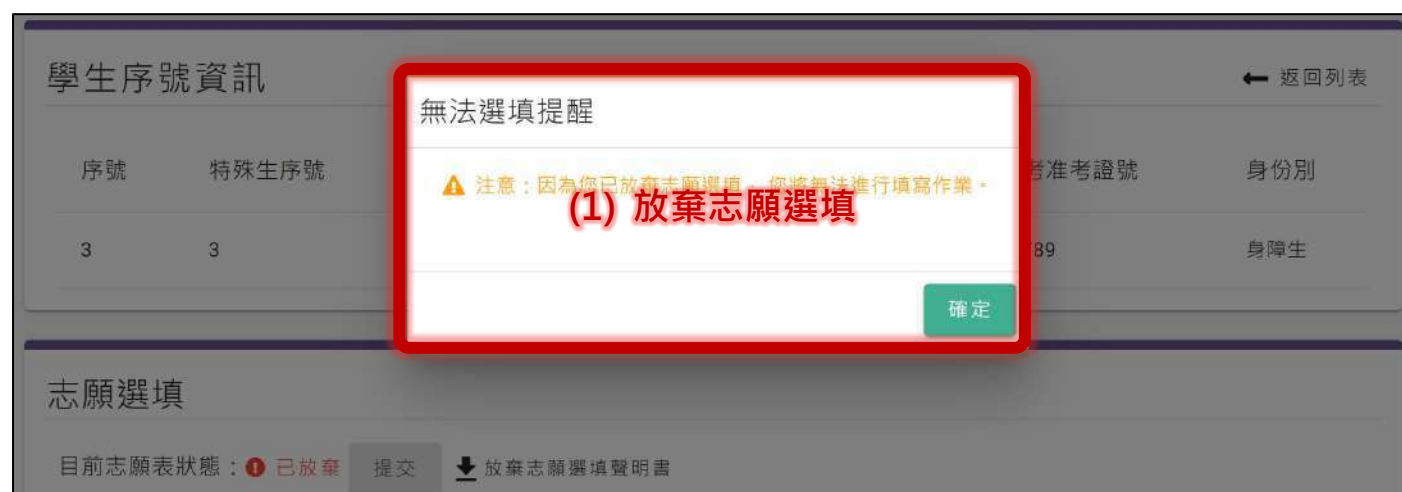 學生序號資訊
返回列表
無法選填提醒
序號 特殊生序號 考准考證號 身份別
注意：因為您已放棄志願選填，您將無法進行填寫作業。
(1) 放棄志願選填
3 3 789 身障生
確定
志願選填
目前志願表狀態：已放棄 提交 放棄志願選填聲明書